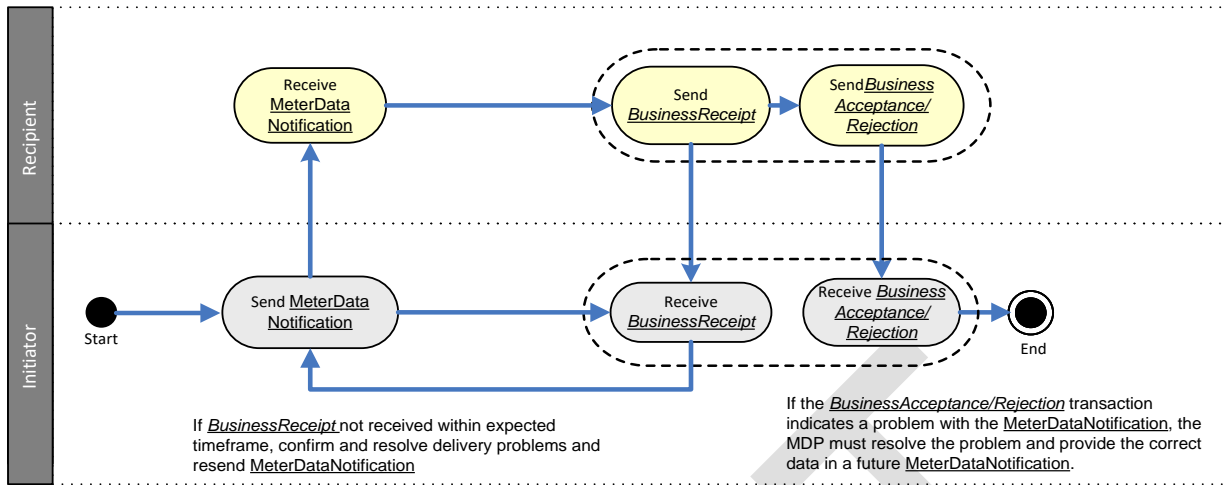 Recipient
Receive
MeterData
Notification
Send
BusinessReceipt
SendBusiness
Acceptance/
Rejection
Initiator
Start
Send MeterData
Notification
Receive
BusinessReceipt
Receive Business
Acceptance/
Rejection
End
If BusinessReceipt not received within expected
timeframe, confirm and resolve delivery problems and
resend MeterDataNotification
If the BusinessAcceptance/Rejection transaction
indicates a problem with the MeterDataNotification, the
MDP must resolve the problem and provide the correct
data in a future MeterDataNotification.